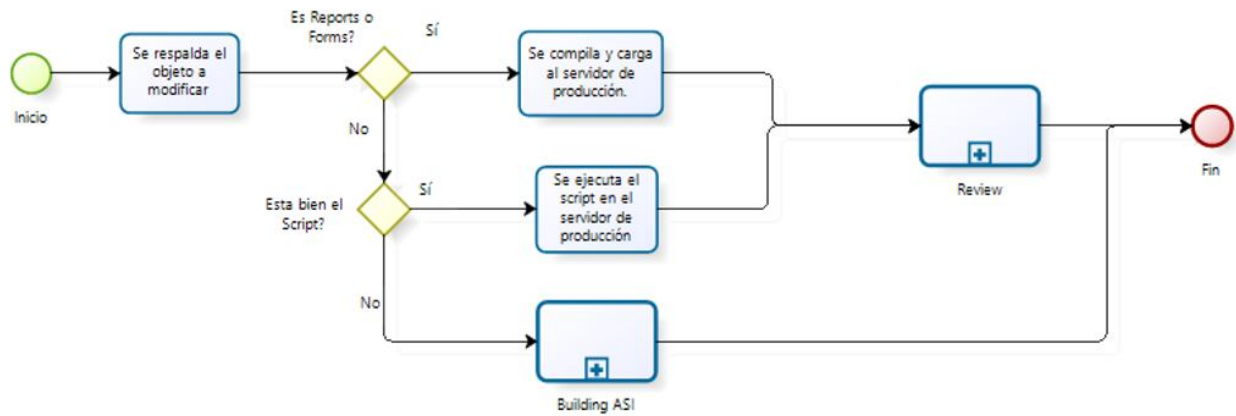 Es Reports o
Forms?
Sí
Se respalda el
objeto a
modificar
Se compila y carga
al servidor de
producción.
Inicio
No
Review
Fin
Esta bien el
Script?
Sí
Se ejecuta el
script en el
servidor de
producción
No
Building ASI